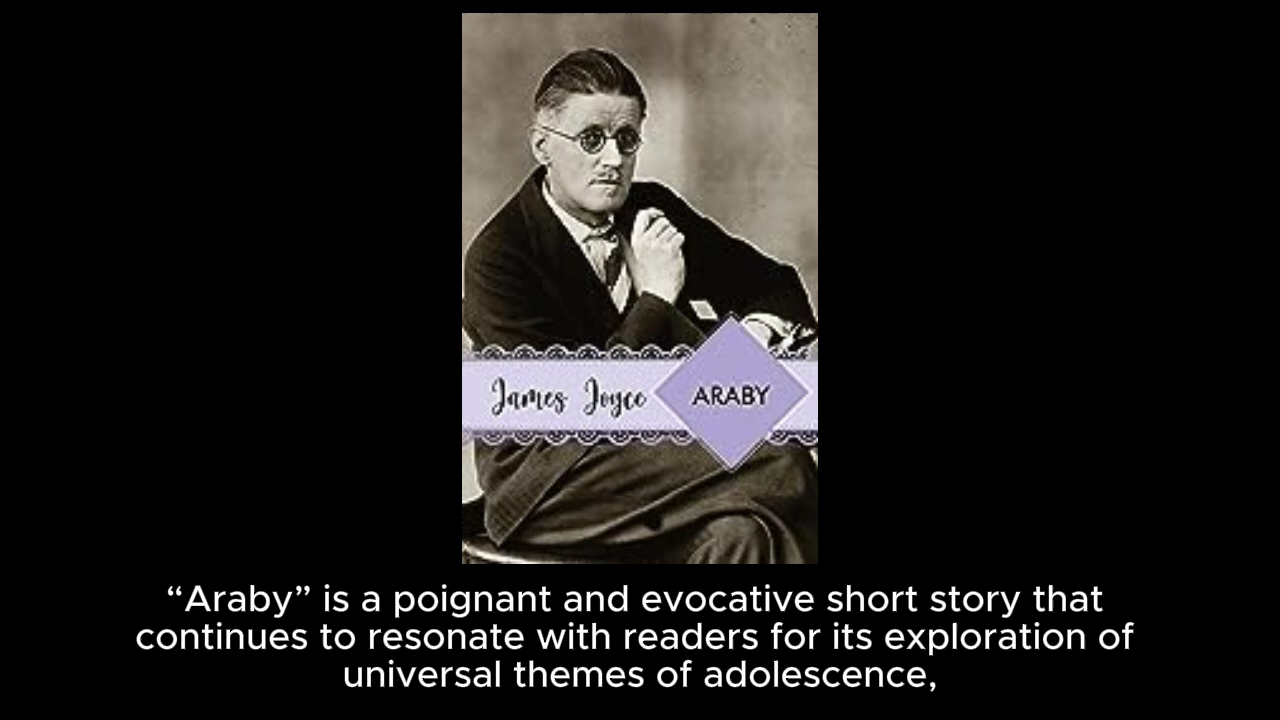 James Joyce
ARABY
“Araby” is a poignant and evocative short story that
continues to resonate with readers for its exploration of
universal themes of adolescence,